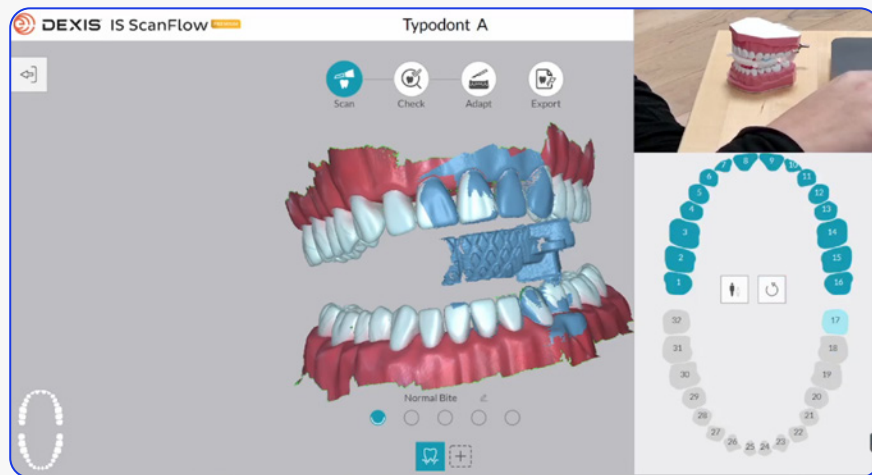 DEXIS IS ScanFlow PREMIUM
Typodont A
Scan Check Adapt Export
Normal Bite
7 8 9 10
6 11
5 12
4 13
3 14
2 15
1 16
32 17
31 18
30 19
29 20
28 21
27 22
26 25 24 23